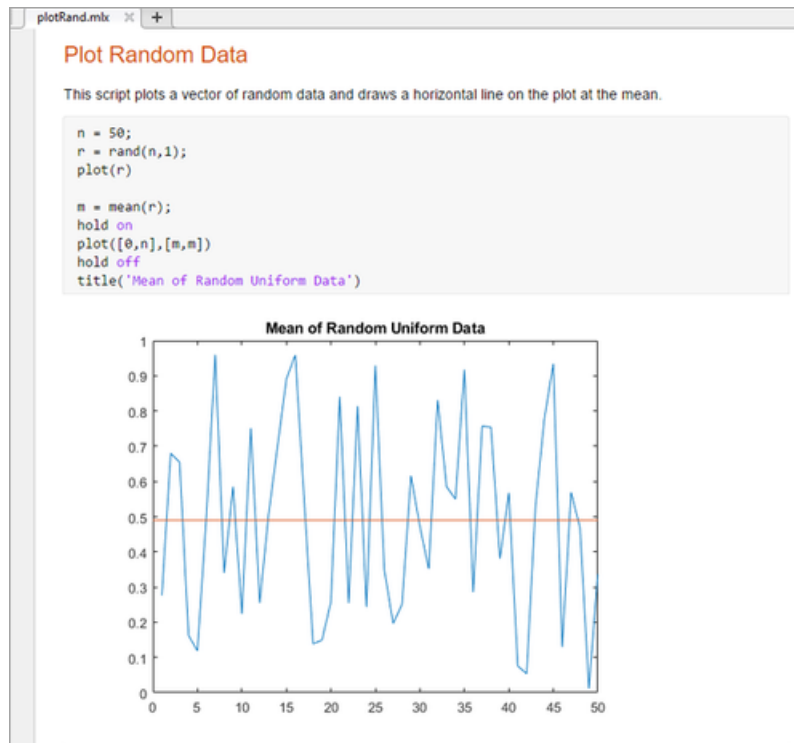 plotRand.mlx
Plot Random Data
This script plots a vector of random data and draws a horizontal line on the plot at the mean.
n = 50;
r = rand(n,1);
plot(r)
m = mean(r);
hold on
plot([0,n],[m,m])
hold off
title('Mean of Random Uniform Data')
Mean of Random Uniform Data
1
0.9
0.8
0.7
0.6
0.5
0.4
0.3
0.2
0.1
0
0 5 10 15 20 25 30 35 40 45 50